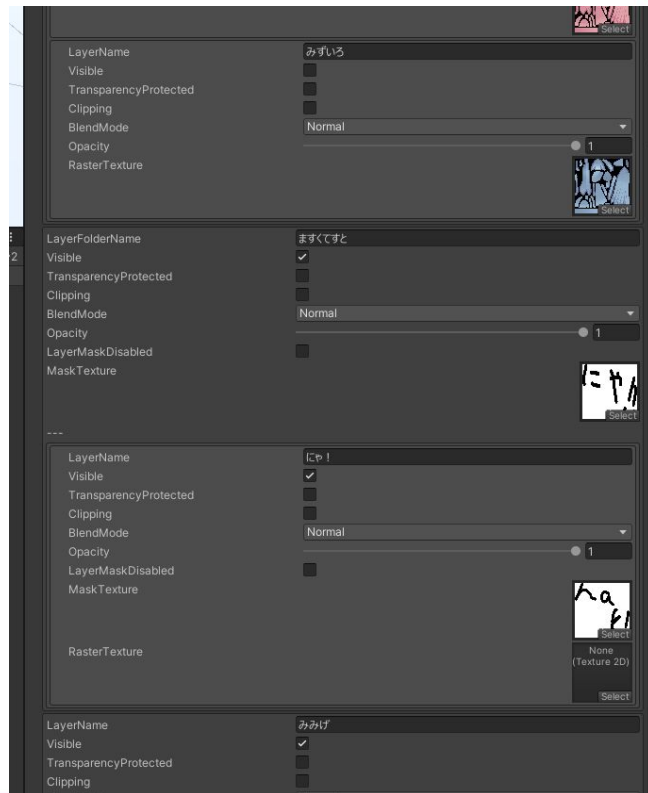 Select
LayerName みずいろ
Visible
TransparencyProtected
Clipping
BlendMode Normal
Opacity 1
RasterTexture
Select
2
LayerFolderName ますくてすと
Visible
TransparencyProtected
Clipping
BlendMode Normal
Opacity 1
LayerMaskDisabled
MaskTexture
にゃん
Select
---
LayerName にゃ！
Visible
TransparencyProtected
Clipping
BlendMode Normal
Opacity 1
LayerMaskDisabled
MaskTexture
Select
RasterTexture None
(Texture 2D)
Select
LayerName みみげ
Visible
TransparencyProtected
Clipping